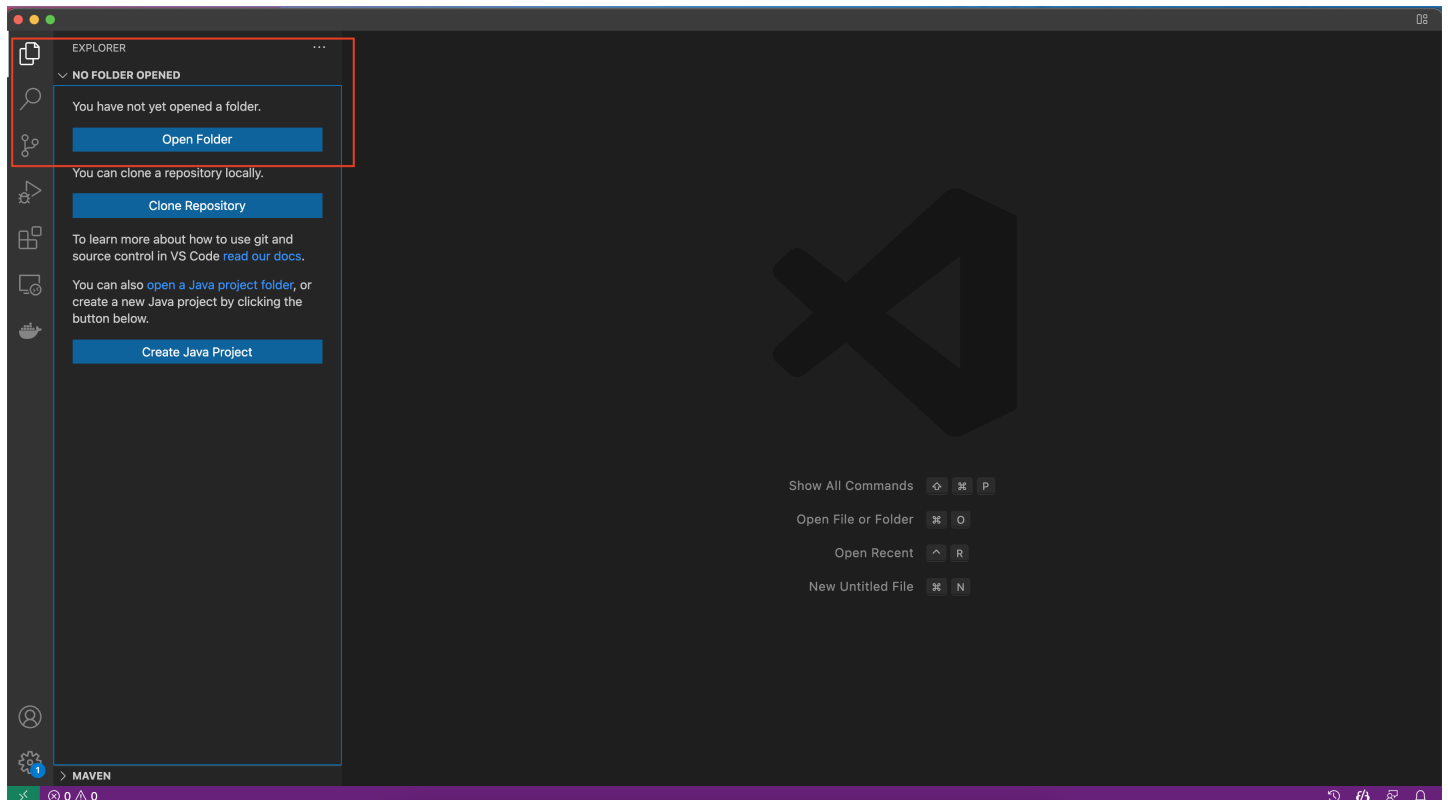 EXPLORER
NO FOLDER OPENED
You have not yet opened a folder.
Open Folder
You can clone a repository locally.
Clone Repository
To learn more about how to use git and
source control in VS Code read our docs.
You can also open a Java project folder, or
create a new Java project by clicking the
button below.
Create Java Project
Show All Commands ⇧ ⌘ P
Open File or Folder ⌘ O
Open Recent ^ R
New Untitled File ⌘ N
1
MAVEN
0 0